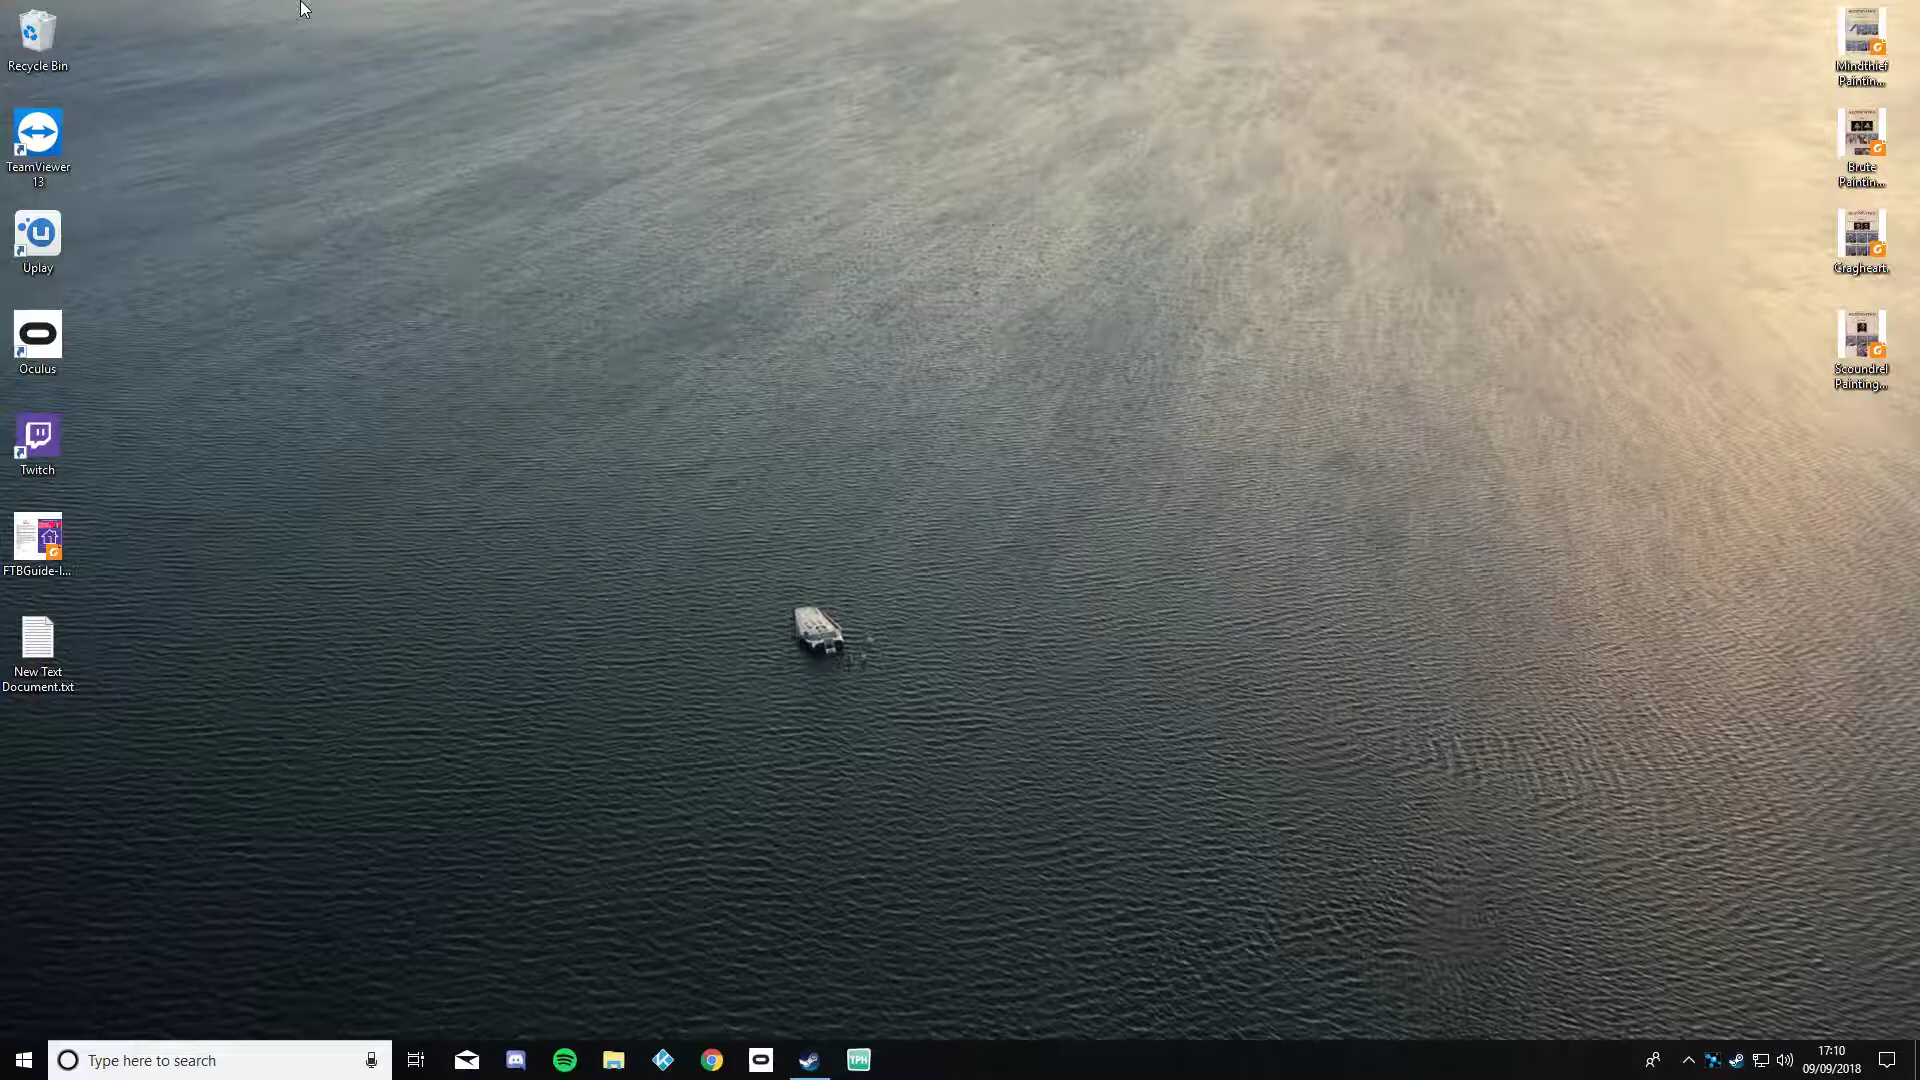 Recycle Bin
TeamViewer
13
Uplay
Oculus
Twitch
FTBGuide-I...
New Text
Document.txt
Mindthief
Paintin...
Brute
Paintin...
Cragheart.
Scoundrel
Painting...
Type here to search
TPH
17:10
09/09/2018